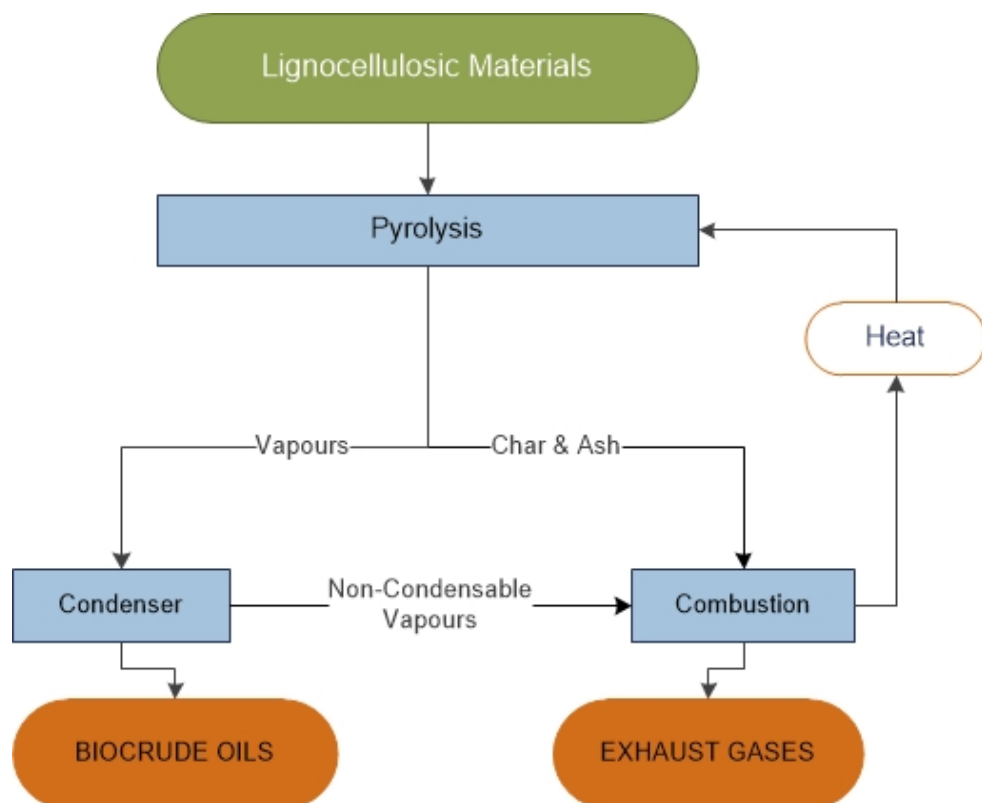 Lignocellulosic Materials
Pyrolysis
Heat
Vapours
Char & Ash
Condenser
Non-Condensable
Vapours
Combustion
BIOCRUDE OILS
EXHAUST GASES